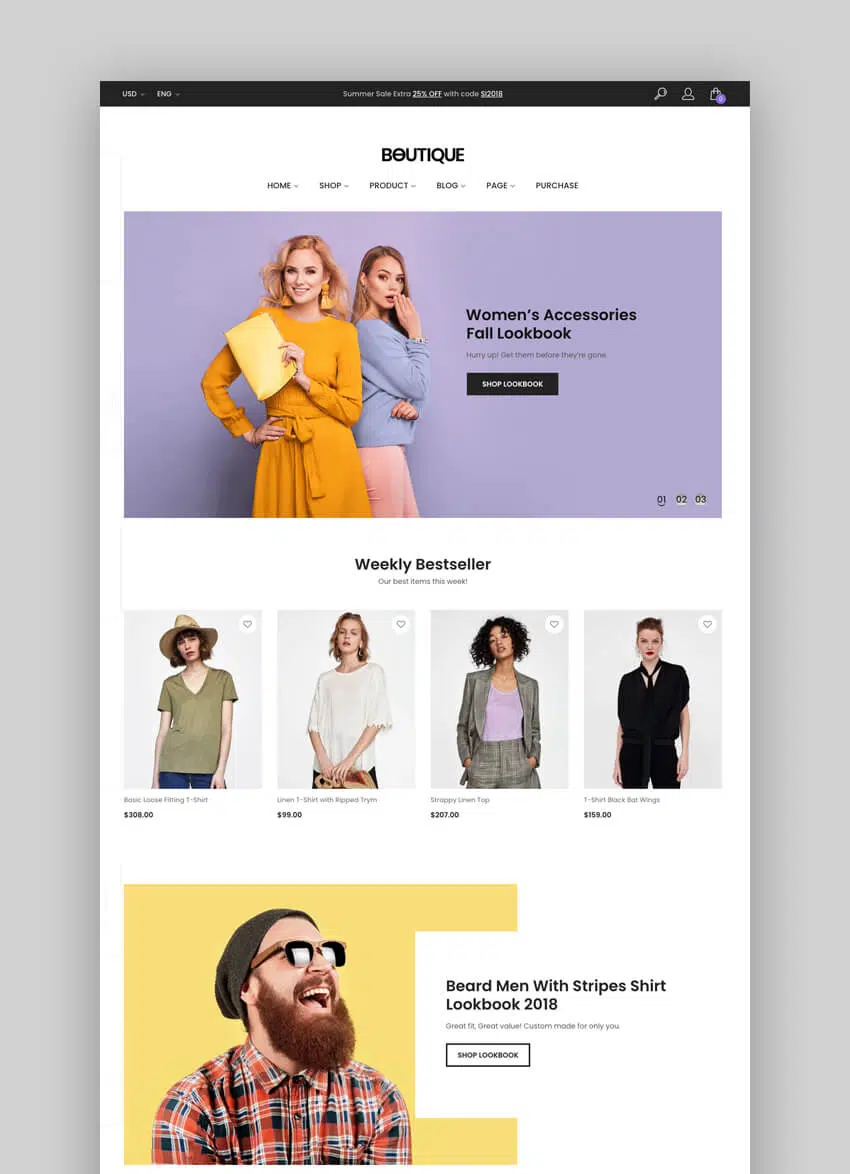 USD ENG Summer Sale Extra 25% OFF with code SI2018
0
BOUTIQUE
HOME SHOP PRODUCT BLOG PAGE PURCHASE
Women's Accessories
Fall Lookbook
Hurry up! Get them before they're gone
SHOP LOOKBOOK
01 02 03
Weekly Bestseller
Our best items this week!
Basic Loose Fitting T-Shirt
$308.00
Linen T-Shirt with Ripped Trym
$99.00
Strappy Linen Top
$207.00
T-Shirt Black Bat Wings
$159.00
Beard Men With Stripes Shirt
Lookbook 2018
Great fit, Great value! Custom made for only you.
SHOP LOOKBOOK